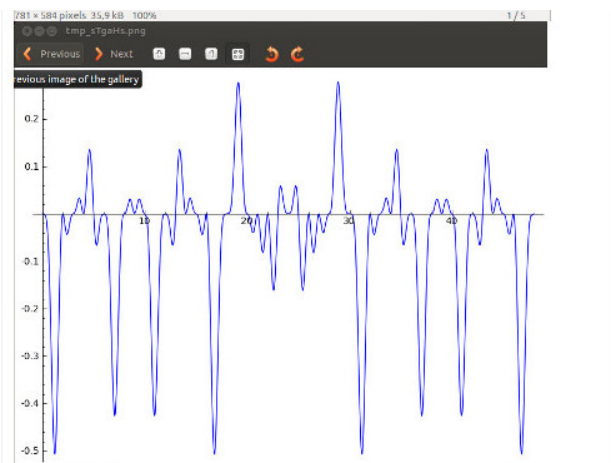 781 × 584 pixels 35,9 kB 100% 1 / 5
tmp_sTgaHs.png
Previous Next
revious image of the gallery
0.2
0.1
10 20 30 40
-0.1
-0.2
-0.3
-0.4
-0.5